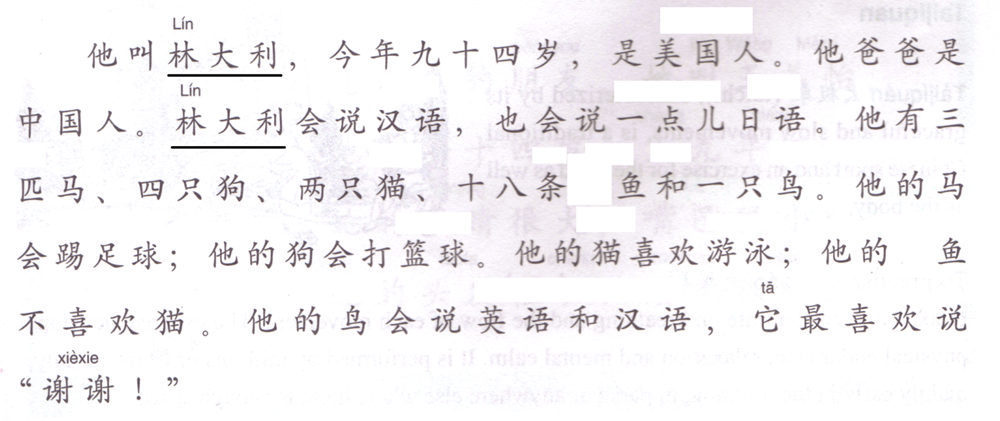 Lín
他叫林大利，今年九十四岁，是美国人。他爸爸是
Lín
中国人。林大利会说汉语，也会说一点儿日语。他有三
匹马、四只狗、两只猫、十八条 鱼和一只鸟。他的马
会踢足球；他的狗会打篮球。他的猫喜欢游泳；他的 鱼
tā
不喜欢猫。他的鸟会说英语和汉语，它最喜欢说
xièxie
“谢谢！”